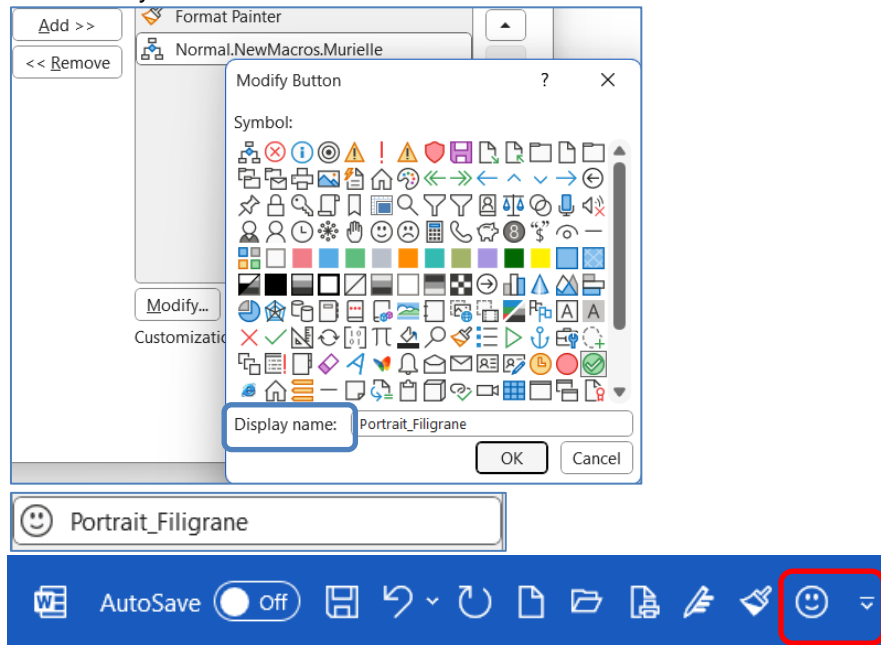 Add >>
Format Painter
<< Remove
Normal.NewMacros.Murielle
Modify Button ? ×
Symbol:
Modify...
Customizatic
Display name: Portrait_Filigrane
OK Cancel
Portrait_Filigrane
AutoSave Off